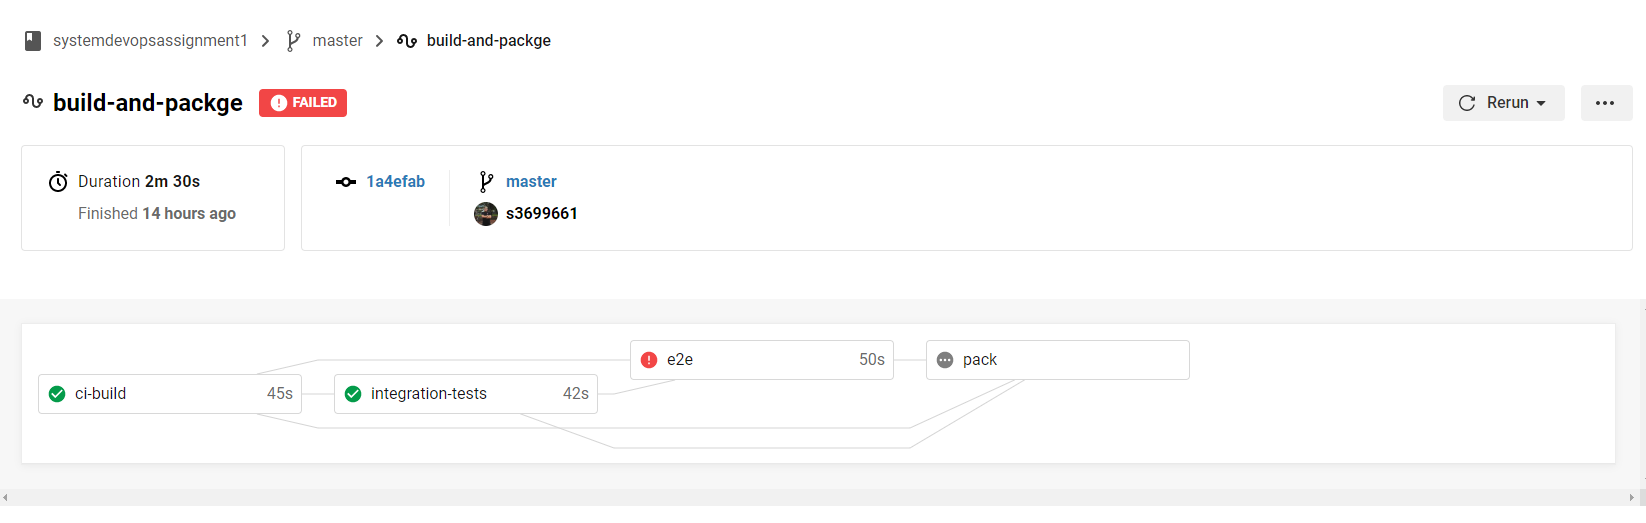 systemdevopsassignment1 master build-and-packge
build-and-packge FAILED Rerun
Duration 2m 30s
Finished 14 hours ago
1a4efab master
s3699661
e2e 50s pack
ci-build 45s integration-tests 42s